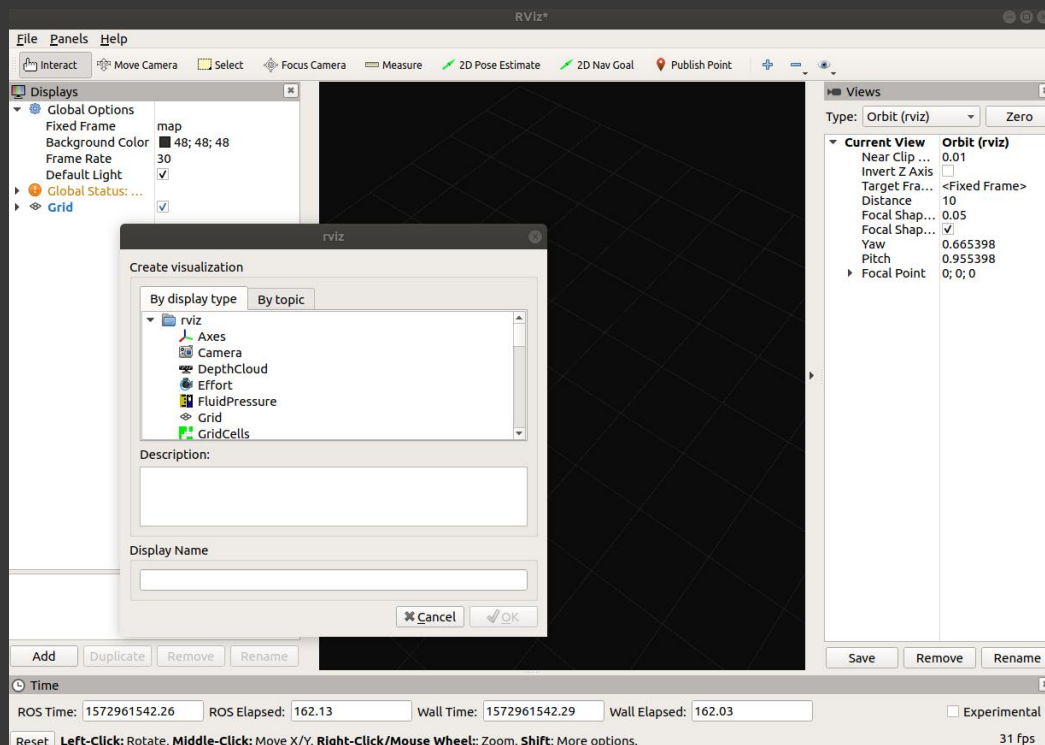 RViz*
File Panels Help
Interact Move Camera Select Focus Camera Measure 2D Pose Estimate 2D Nav Goal Publish Point
Displays
Global Options
Fixed Frame map
Background Color 48; 48; 48
Frame Rate 30
Default Light
Global Status: ...
Grid
rviz
Create visualization
By display type By topic
rviz
Axes
Camera
DepthCloud
Effort
FluidPressure
Grid
GridCells
Description:
Display Name
Cancel OK
Add Duplicate Remove Rename
Views
Type: Orbit (rviz) Zero
Current View Orbit (rviz)
Near Clip ... 0.01
Invert Z Axis
Target Fra... <Fixed Frame>
Distance 10
Focal Shap... 0.05
Focal Shap...
Yaw 0.665398
Pitch 0.955398
Focal Point 0; 0; 0
Save Remove Rename
Time
ROS Time: 1572961542.26 ROS Elapsed: 162.13 Wall Time: 1572961542.29 Wall Elapsed: 162.03 Experimental
Reset Left-Click: Rotate. Middle-Click: Move X/Y. Right-Click/Mouse Wheel:: Zoom. Shift: More options. 31 fps